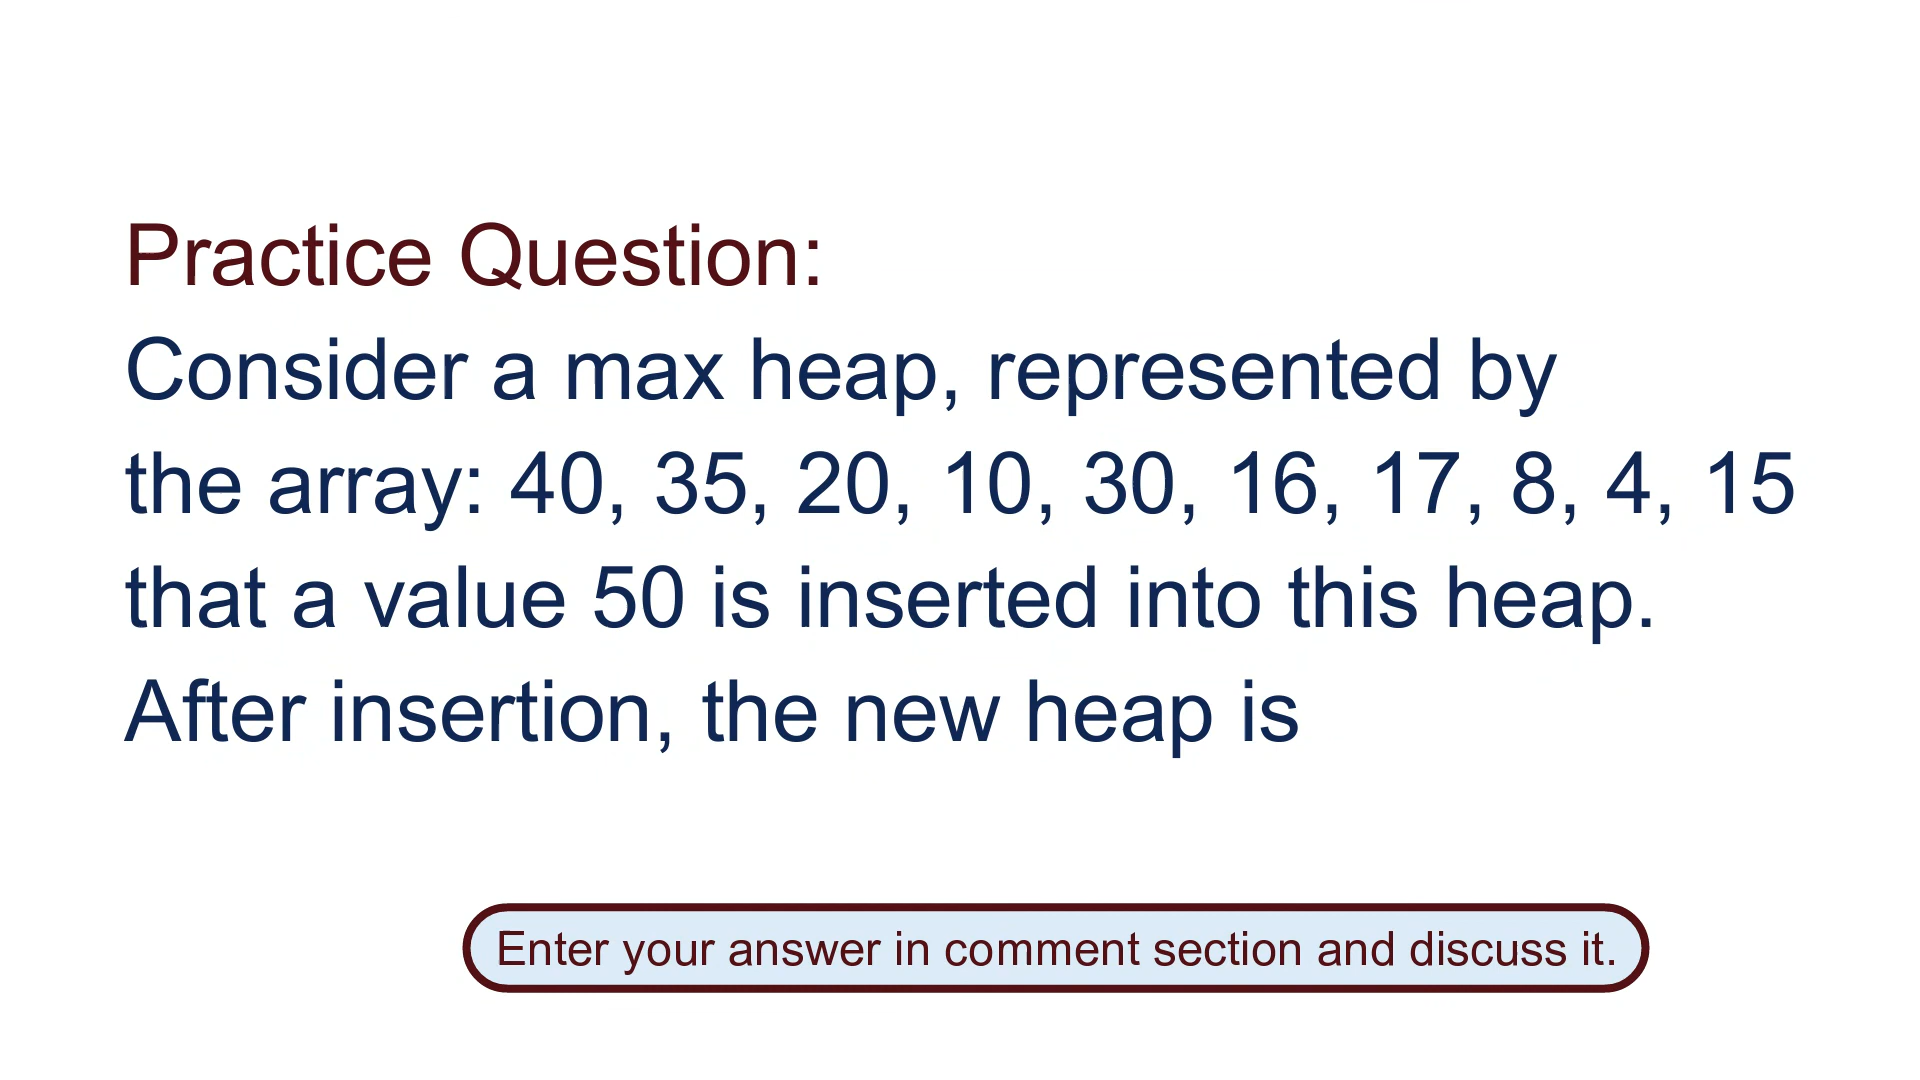 Practice Question:
Consider a max heap, represented by
the array: 40, 35, 20, 10, 30, 16, 17, 8, 4, 15
that a value 50 is inserted into this heap.
After insertion, the new heap is
Enter your answer in comment section and discuss it.